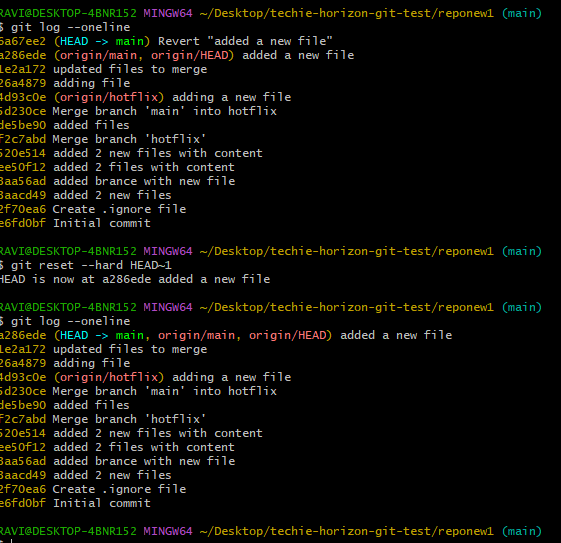 RAVI@DESKTOP-4BNR152 MINGW64 ~/Desktop/techie-horizon-git-test/reponew1 (main)
$ git log --oneline
6a67ee2 (HEAD -> main) Revert "added a new file"
a286ede (origin/main, origin/HEAD) added a new file
1e2a172 updated files to merge
26a4879 adding file
4d93c0e (origin/hotflix) adding a new file
5d230ce Merge branch 'main' into hotflix
de5be90 added files
f2c7abd Merge branch 'hotflix'
520e514 added 2 new files with content
ee50f12 added 2 files with content
3aa56ad added brance with new file
3aacd49 added 2 new files
2f70ea6 Create .ignore file
e6fd0bf Initial commit
RAVI@DESKTOP-4BNR152 MINGW64 ~/Desktop/techie-horizon-git-test/reponew1 (main)
$ git reset --hard HEAD~1
HEAD is now at a286ede added a new file
RAVI@DESKTOP-4BNR152 MINGW64 ~/Desktop/techie-horizon-git-test/reponew1 (main)
$ git log --oneline
a286ede (HEAD -> main, origin/main, origin/HEAD) added a new file
1e2a172 updated files to merge
26a4879 adding file
4d93c0e (origin/hotflix) adding a new file
5d230ce Merge branch 'main' into hotflix
de5be90 added files
f2c7abd Merge branch 'hotflix'
520e514 added 2 new files with content
ee50f12 added 2 files with content
3aa56ad added brance with new file
3aacd49 added 2 new files
2f70ea6 Create .ignore file
e6fd0bf Initial commit
RAVI@DESKTOP-4BNR152 MINGW64 ~/Desktop/techie-horizon-git-test/reponew1 (main)